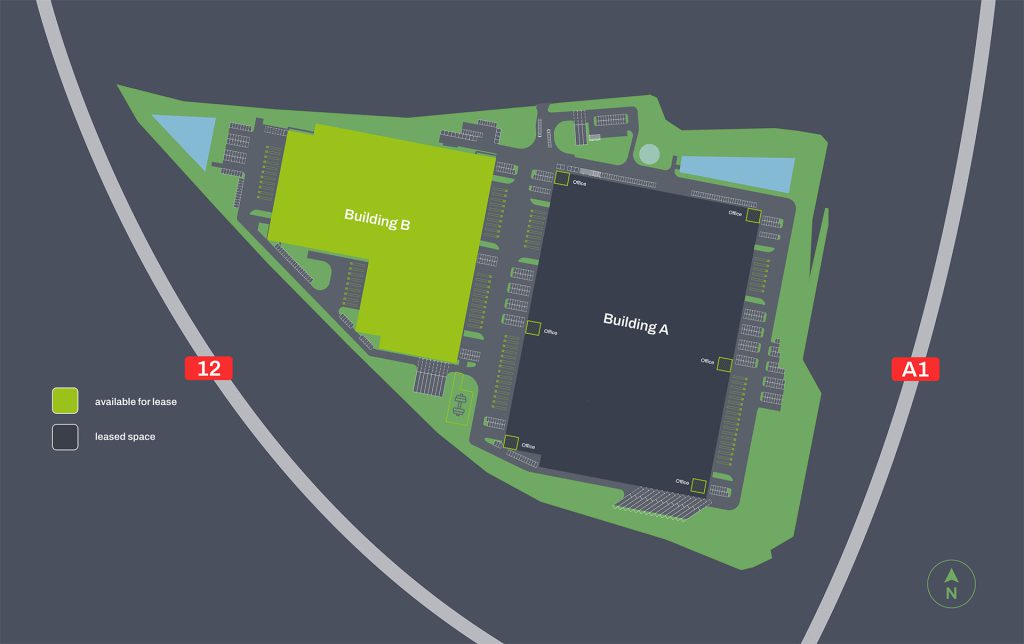 Office
Office
Building B
Building A
Office
Office
12
A1
available for lease
leased space
Office
Office
N